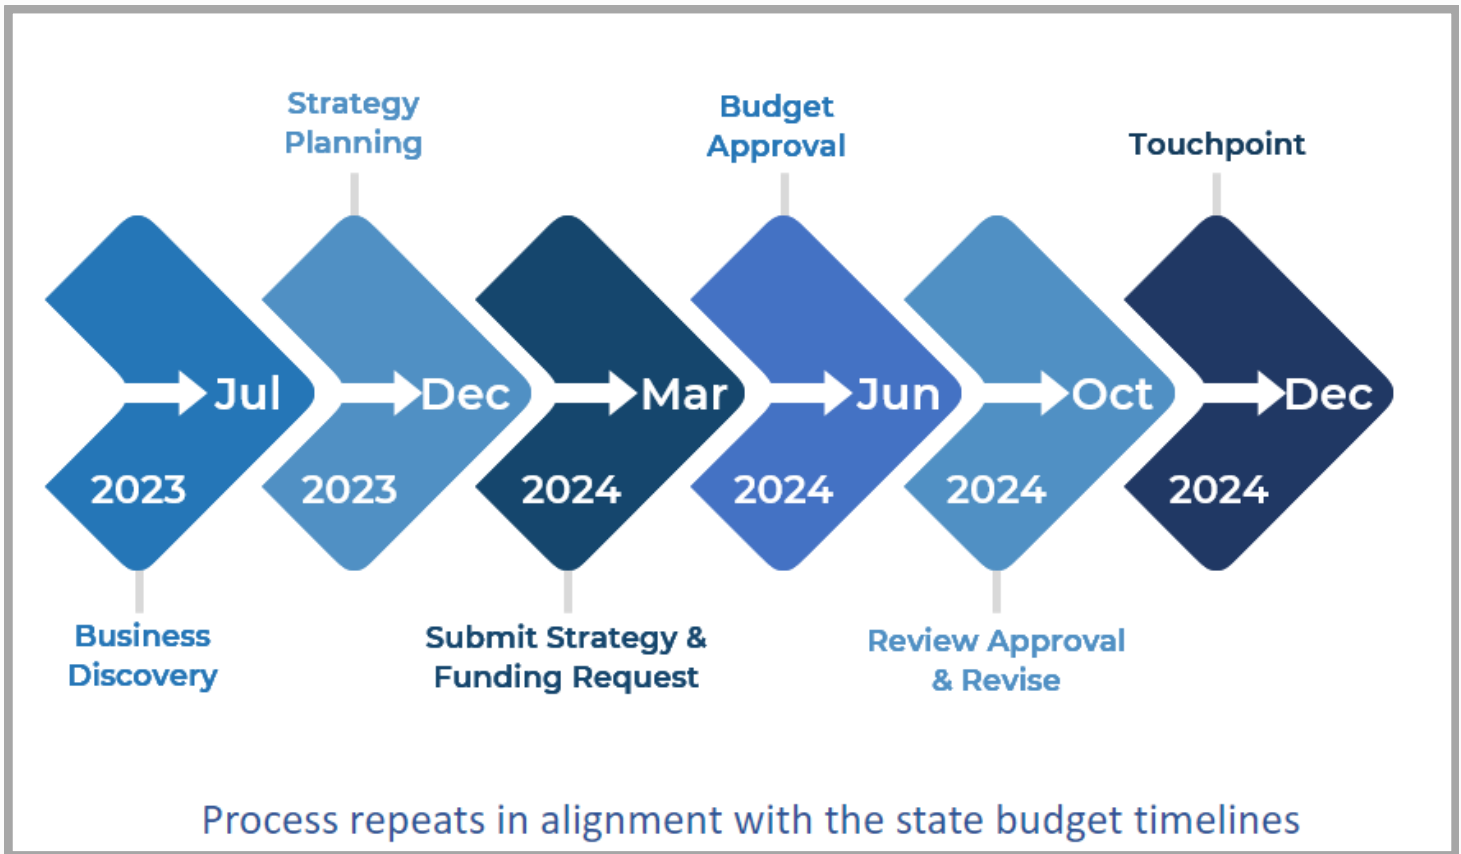 Strategy
Planning
Budget
Approval
Touchpoint
Jul
Dec
Mar
Jun
Oct
Dec
2023
2023
2024
2024
2024
2024
Business
Discovery
Submit Strategy &
Funding Request
Review Approval
& Revise
Process repeats in alignment with the state budget timelines